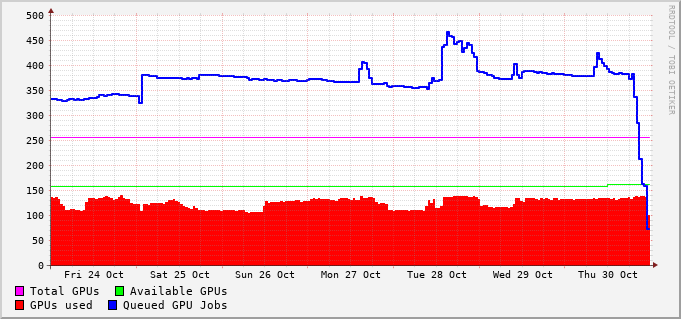 500
450
400
350
300
250
200
150
100
50
0
Fri 24 Oct Sat 25 Oct Sun 26 Oct Mon 27 Oct Tue 28 Oct Wed 29 Oct Thu 30 Oct
Total GPUs Available GPUs
GPUs used Queued GPU Jobs
RRDTOOL / TOBI OETIKER